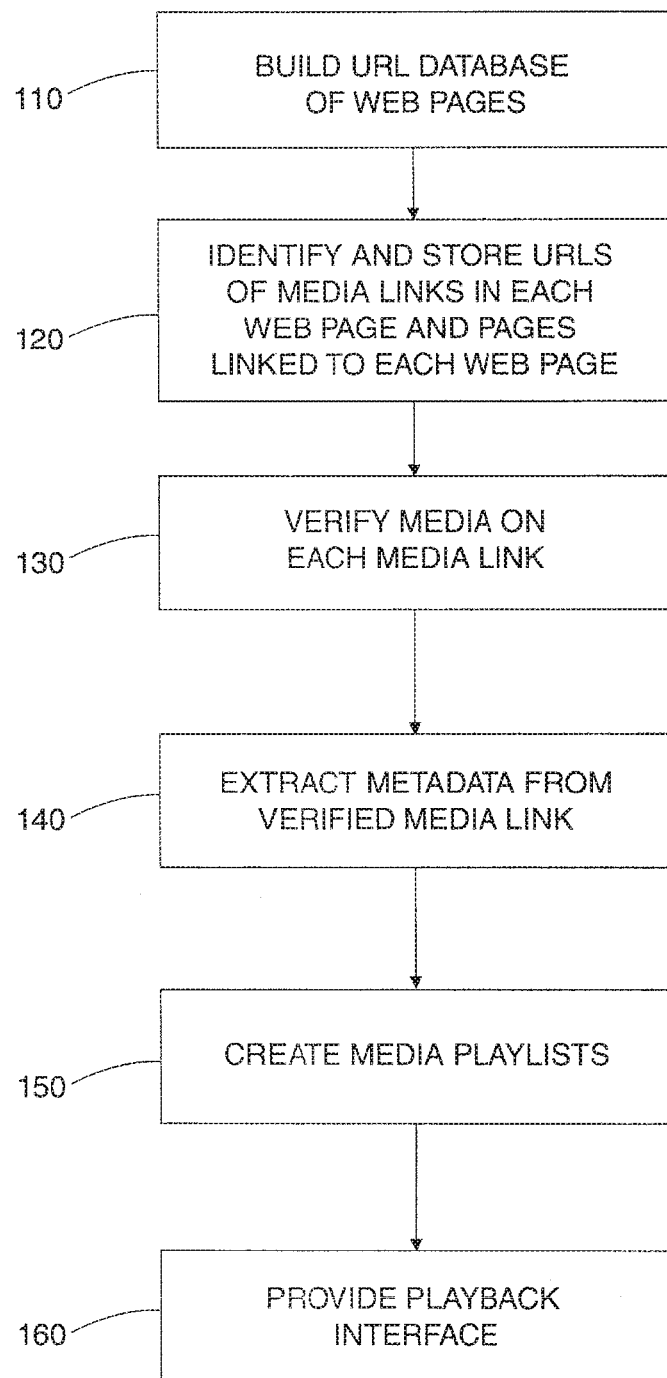 110
BUILD URL DATABASE
OF WEB PAGES
120
IDENTIFY AND STORE URLS
OF MEDIA LINKS IN EACH
WEB PAGE AND PAGES
LINKED TO EACH WEB PAGE
130
VERIFY MEDIA ON
EACH MEDIA LINK
140
EXTRACT METADATA FROM
VERIFIED MEDIA LINK
150
CREATE MEDIA PLAYLISTS
160
PROVIDE PLAYBACK
INTERFACE